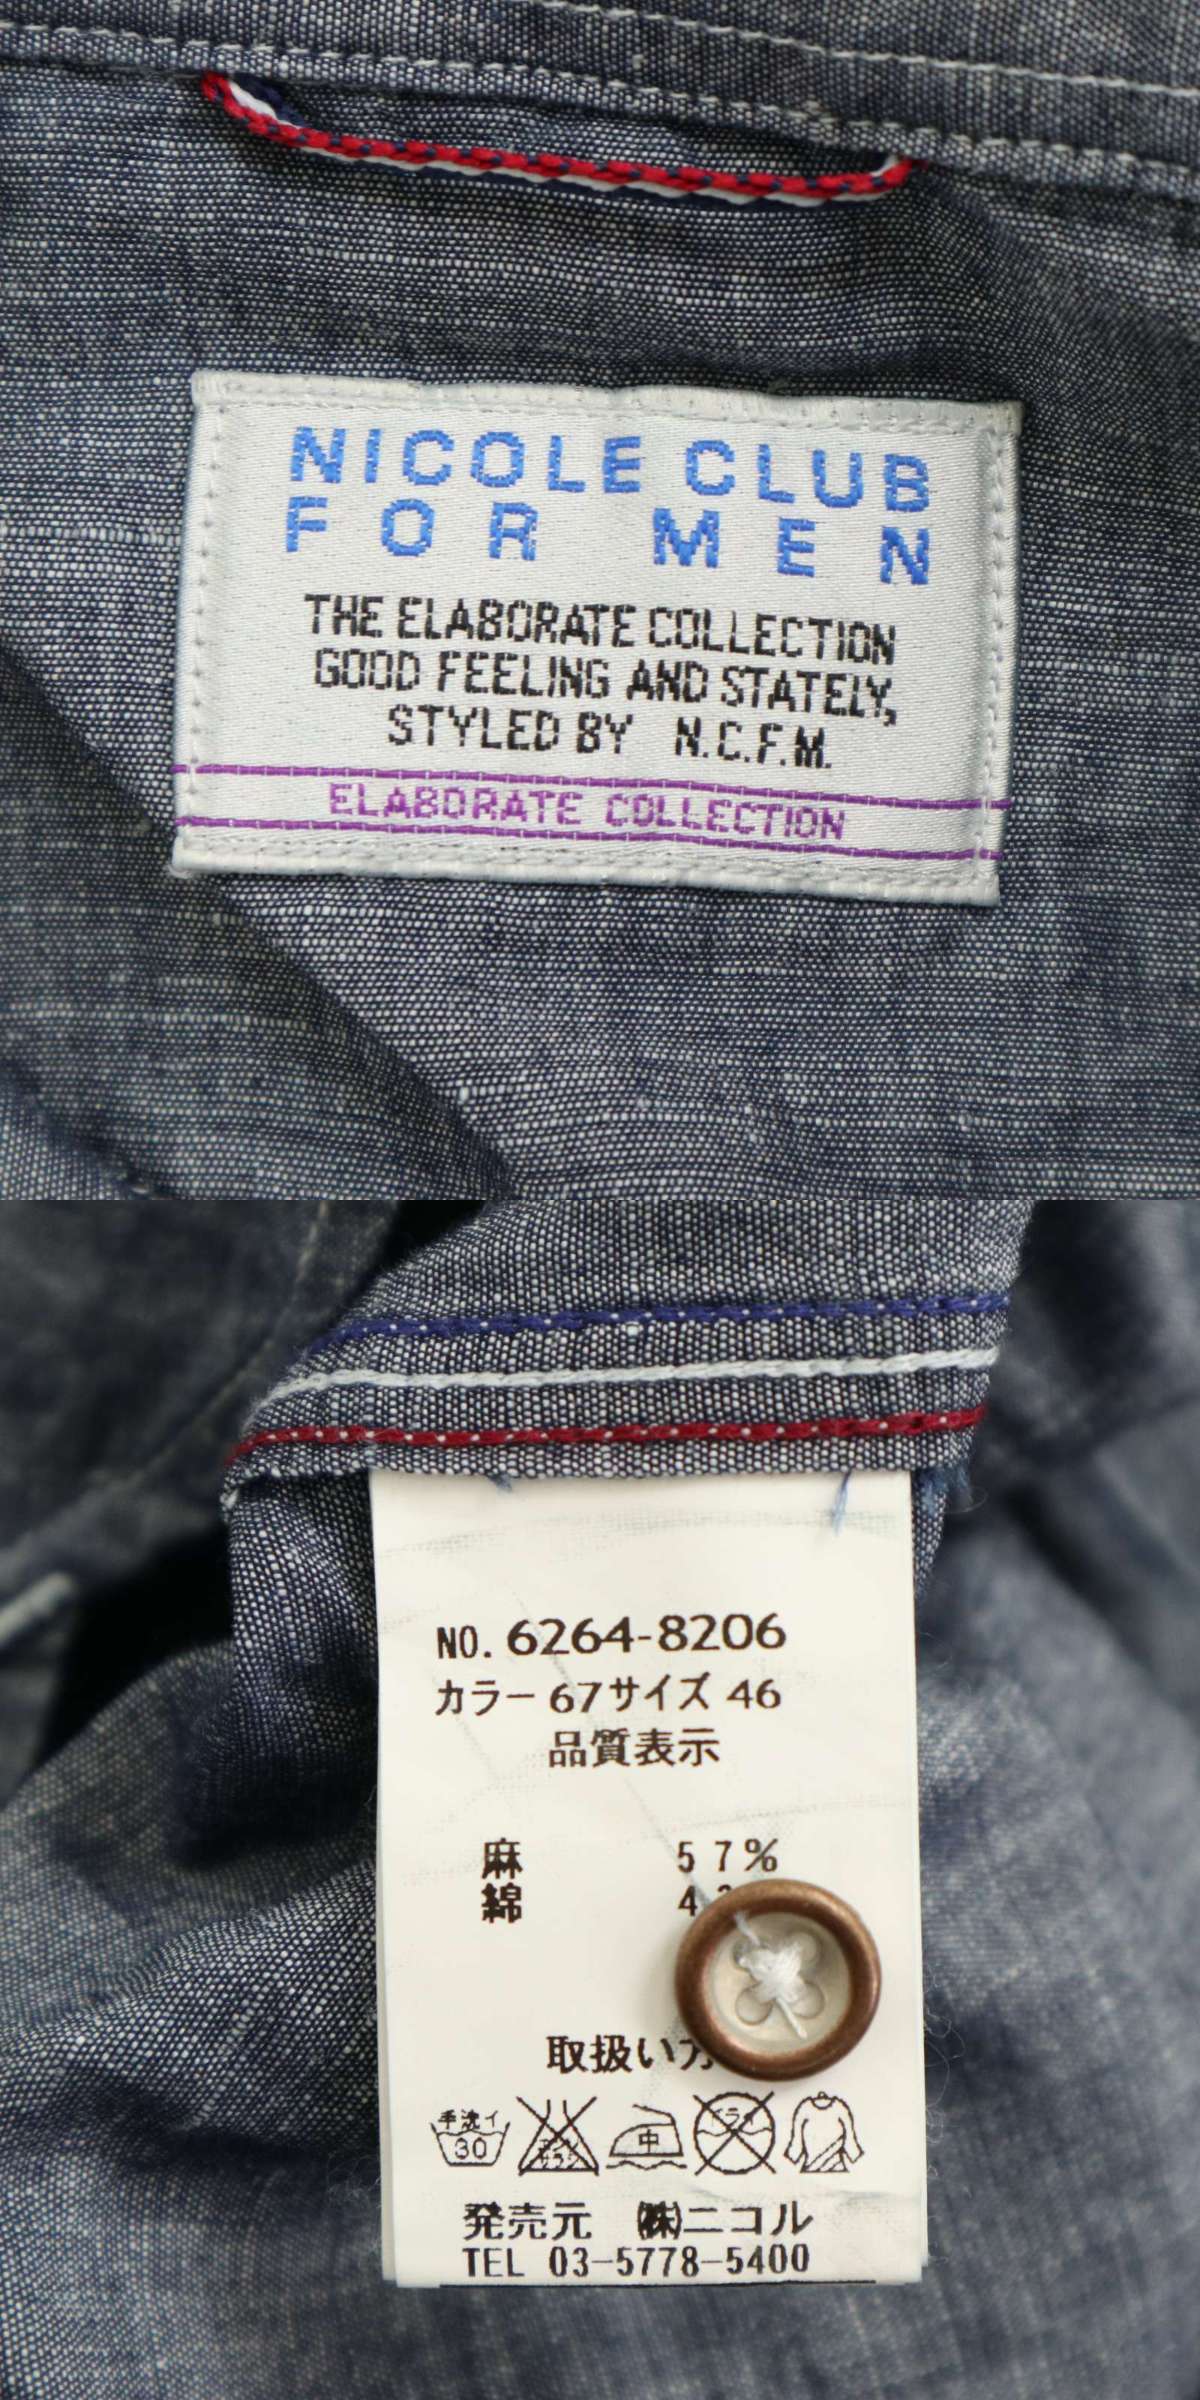 NICOLE CLUB
FOR MEN
THE ELABORATE COLLECTION
GOOD FEELING AND STATELY,
STYLED BY N.C.F.M.
ELABORATE COLLECTION
NO. 6264-8206
カラー 67 サイズ 46
品質表示
麻 57%
綿
取扱い方
手洗イ
30
中
発売元 ㈱ニコル
TEL 03-5778-5400